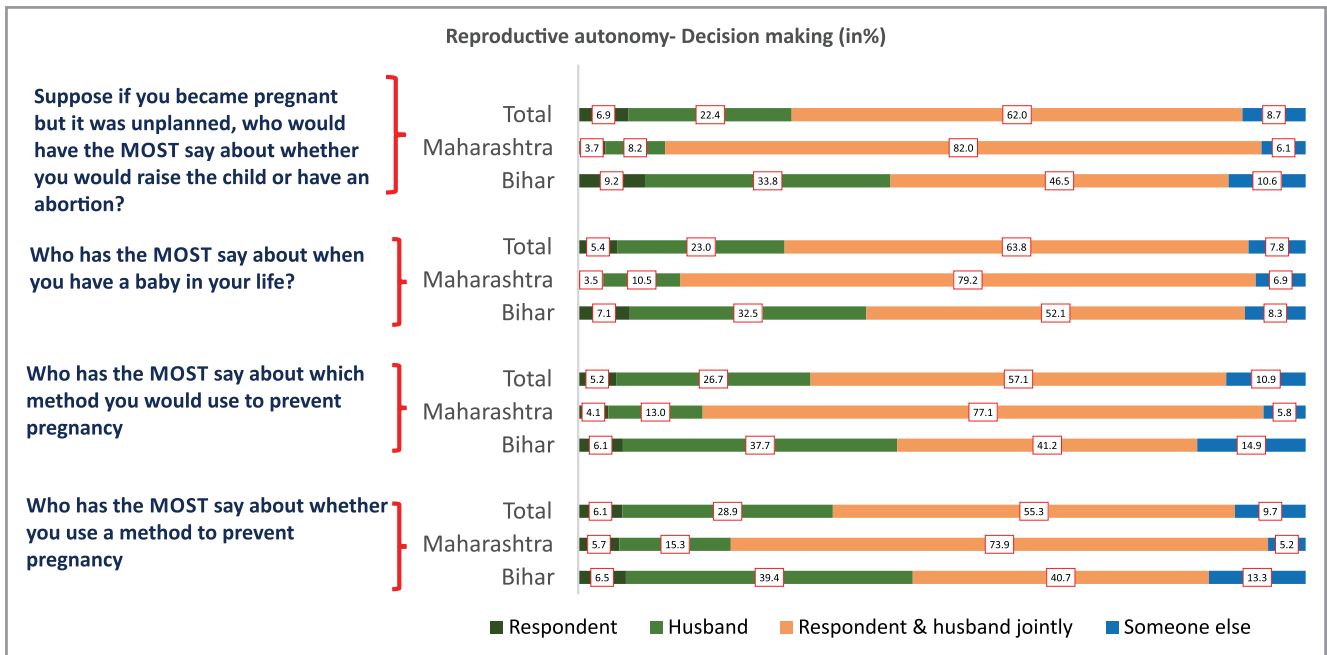 Reproductive autonomy- Decision making (in%)
Suppose if you became pregnant
but it was unplanned, who would
have the MOST say about whether
you would raise the child or have an
abortion?
Total 6.9 22.4 62.0 8.7
Maharashtra 3.7 8.2 82.0 6.1
Bihar 9.2 33.8 46.5 10.6
Who has the MOST say about when
you have a baby in your life?
Total 5.4 23.0 63.8 7.8
Maharashtra 3.5 10.5 79.2 6.9
Bihar 7.1 32.5 52.1 8.3
Who has the MOST say about which
method you would use to prevent
pregnancy
Total 5.2 26.7 57.1 10.9
Maharashtra 4.1 13.0 77.1 5.8
Bihar 6.1 37.7 41.2 14.9
Who has the MOST say about whether
you use a method to prevent
pregnancy
Total 6.1 28.9 55.3 9.7
Maharashtra 5.7 15.3 73.9 5.2
Bihar 6.5 39.4 40.7 13.3
Respondent Husband Respondent & husband jointly Someone else